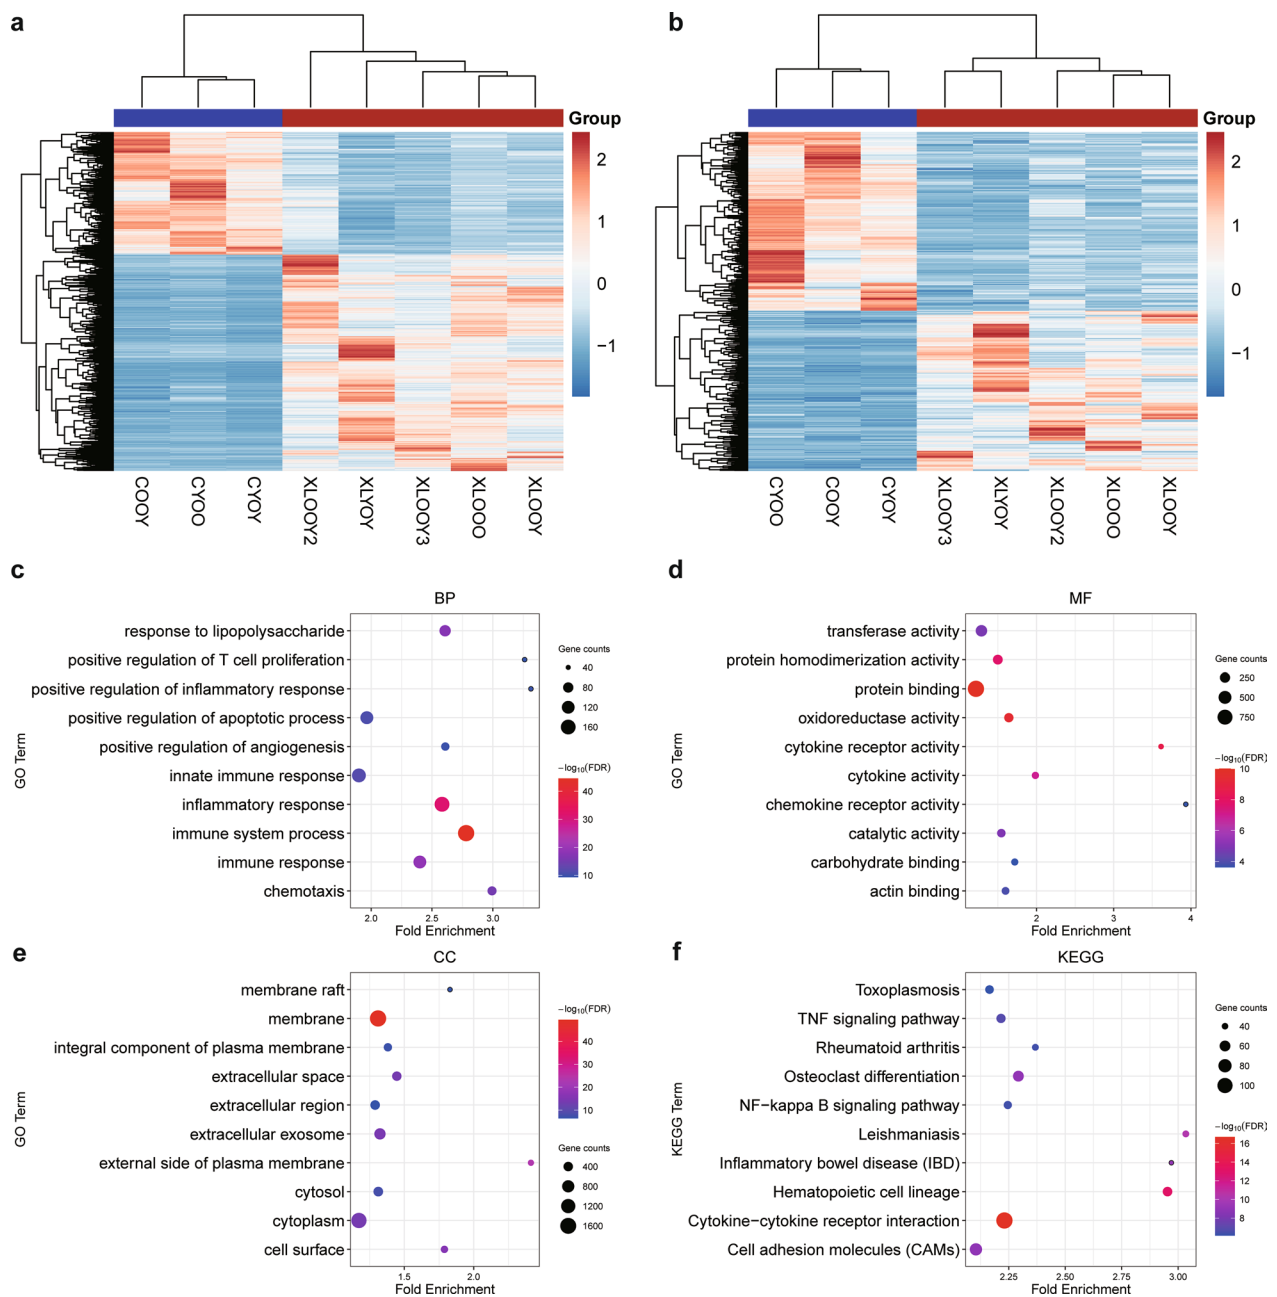 a
Group
2
1
0
−1
COOY
CYOO
CYOY
XLOOY2
XLYOY
XLOOY3
XLOOO
XLOOY
b
Group
2
1
0
−1
CYOO
COOY
CYOY
XLOOY3
XLYOY
XLOOY2
XLOOO
XLOOY
c
BP
GO Term
response to lipopolysaccharide
positive regulation of T cell proliferation
positive regulation of inflammatory response
positive regulation of apoptotic process
positive regulation of angiogenesis
innate immune response
inflammatory response
immune system process
immune response
chemotaxis
2.0 2.5 3.0
Fold Enrichment
Gene counts
40
80
120
160
−log10(FDR)
40
30
20
10
d
MF
GO Term
transferase activity
protein homodimerization activity
protein binding
oxidoreductase activity
cytokine receptor activity
cytokine activity
chemokine receptor activity
catalytic activity
carbohydrate binding
actin binding
2 3 4
Fold Enrichment
Gene counts
250
500
750
−log10(FDR)
10
8
6
4
e
CC
GO Term
membrane raft
membrane
integral component of plasma membrane
extracellular space
extracellular region
extracellular exosome
external side of plasma membrane
cytosol
cytoplasm
cell surface
1.5 2.0
Fold Enrichment
−log10(FDR)
40
30
20
10
Gene counts
400
800
1200
1600
f
KEGG
KEGG Term
Toxoplasmosis
TNF signaling pathway
Rheumatoid arthritis
Osteoclast differentiation
NF−kappa B signaling pathway
Leishmaniasis
Inflammatory bowel disease (IBD)
Hematopoietic cell lineage
Cytokine−cytokine receptor interaction
Cell adhesion molecules (CAMs)
2.25 2.50 2.75 3.00
Fold Enrichment
Gene counts
40
60
80
100
−log10(FDR)
16
14
12
10
8